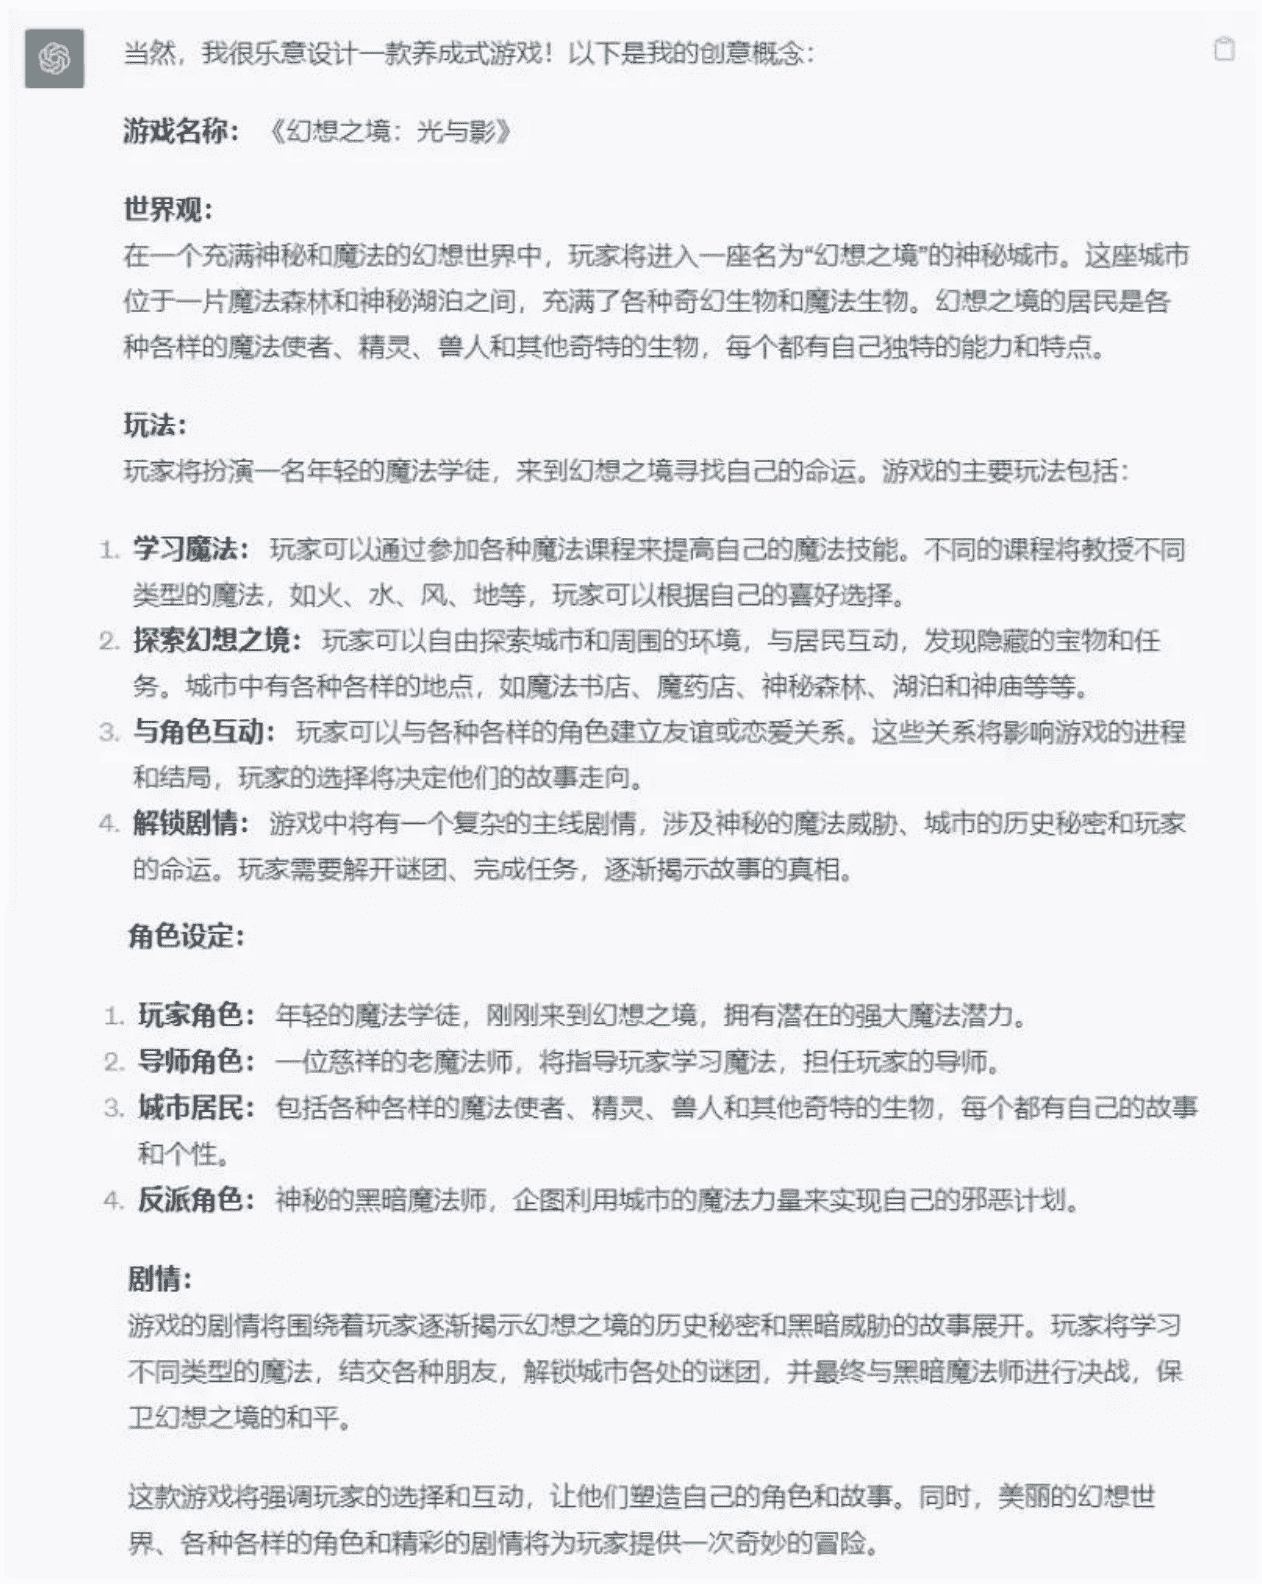 当然，我很乐意设计一款养成式游戏！以下是我的创意概念：
游戏名称：《幻想之境：光与影》
世界观：
在一个充满神秘和魔法的幻想世界中，玩家将进入一座名为“幻想之境”的神秘城市。这座城市
位于一片魔法森林和神秘湖泊之间，充满了各种奇幻生物和魔法生物。幻想之境的居民是各
种各样的魔法使者、精灵、兽人和其他奇特的生物，每个都有自己独特的能力和特点。
玩法：
玩家将扮演一名年轻的魔法学徒，来到幻想之境寻找自己的命运。游戏的主要玩法包括：
1. 学习魔法：玩家可以通过参加各种魔法课程来提高自己的魔法技能。不同的课程将教授不同
类型的魔法，如火、水、风、地等，玩家可以根据自己的喜好选择。
2. 探索幻想之境：玩家可以自由探索城市和周围的环境，与居民互动，发现隐藏的宝物和任
务。城市中有各种各样的地点，如魔法书店、魔药店、神秘森林、湖泊和神庙等等。
3. 与角色互动：玩家可以与各种各样的角色建立友谊或恋爱关系。这些关系将影响游戏的进程
和结局，玩家的选择将决定他们的故事走向。
4. 解锁剧情：游戏中将有一个复杂的主线剧情，涉及神秘的魔法威胁、城市的历史秘密和玩家
的命运。玩家需要解开谜团、完成任务，逐渐揭示故事的真相。
角色设定：
1. 玩家角色：年轻的魔法学徒，刚刚来到幻想之境，拥有潜在的强大魔法潜力。
2. 导师角色：一位慈祥的老魔法师，将指导玩家学习魔法，担任玩家的导师。
3. 城市居民：包括各种各样的魔法使者、精灵、兽人和其他奇特的生物，每个都有自己的故事
和个性。
4. 反派角色：神秘的黑暗魔法师，企图利用城市的魔法力量来实现自己的邪恶计划。
剧情：
游戏的剧情将围绕着玩家逐渐揭示幻想之境的历史秘密和黑暗威胁的故事展开。玩家将学习
不同类型的魔法，结交各种朋友，解锁城市各处的谜团，并最终与黑暗魔法师进行决战，保
卫幻想之境的和平。
这款游戏将强调玩家的选择和互动，让他们塑造自己的角色和故事。同时，美丽的幻想世
界、各种各样的角色和精彩的剧情将为玩家提供一次奇妙的冒险。